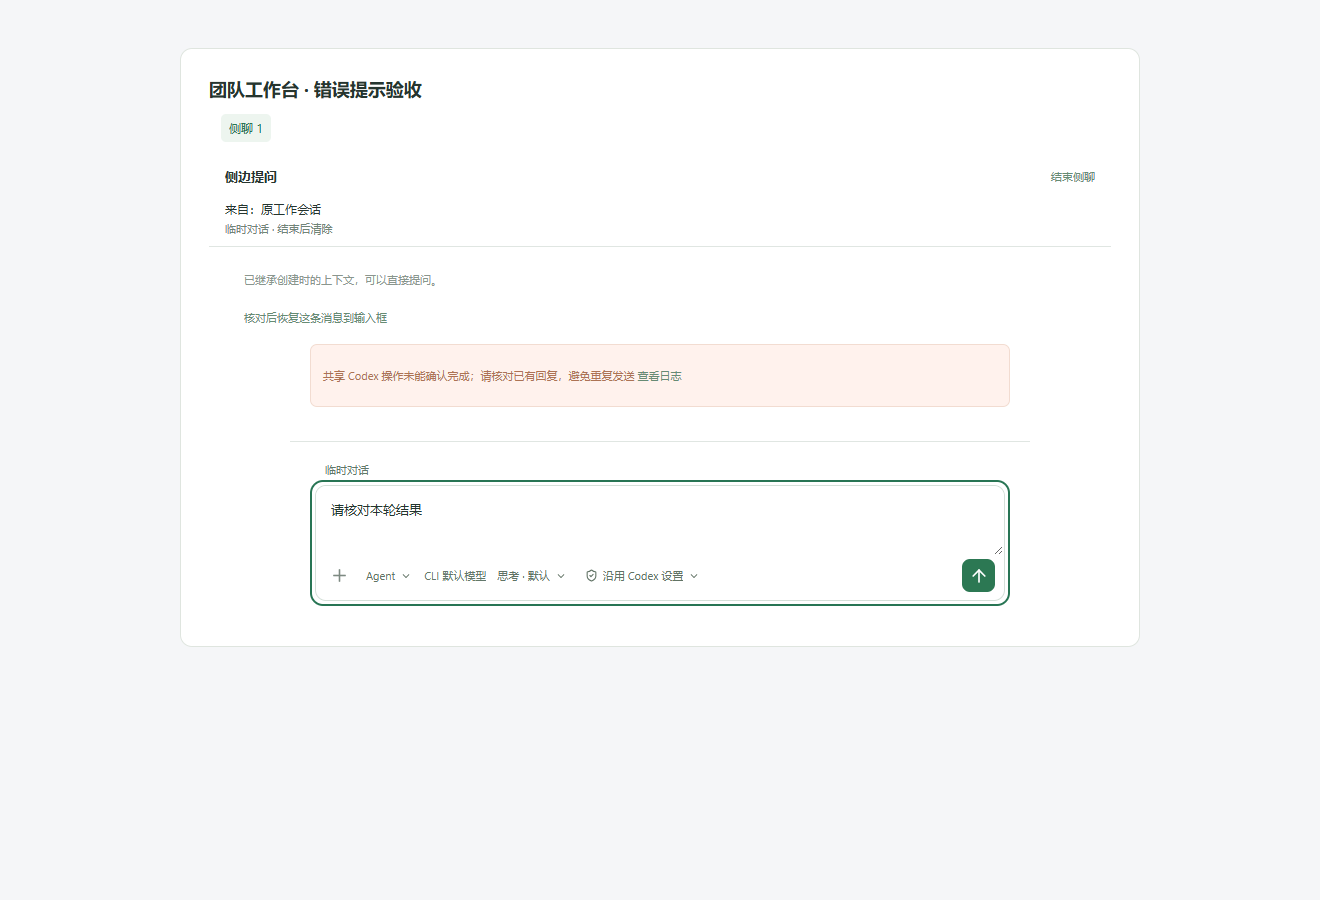 团队工作台 · 错误提示验收
侧聊 1
侧边提问
结束侧聊
来自：原工作会话
临时对话 · 结束后清除
已继承创建时的上下文，可以直接提问。
核对后恢复这条消息到输入框
共享 Codex 操作未能确认完成；请核对已有回复，避免重复发送 查看日志
临时对话
请核对本轮结果
Agent CLI 默认模型 思考 · 默认 沿用 Codex 设置